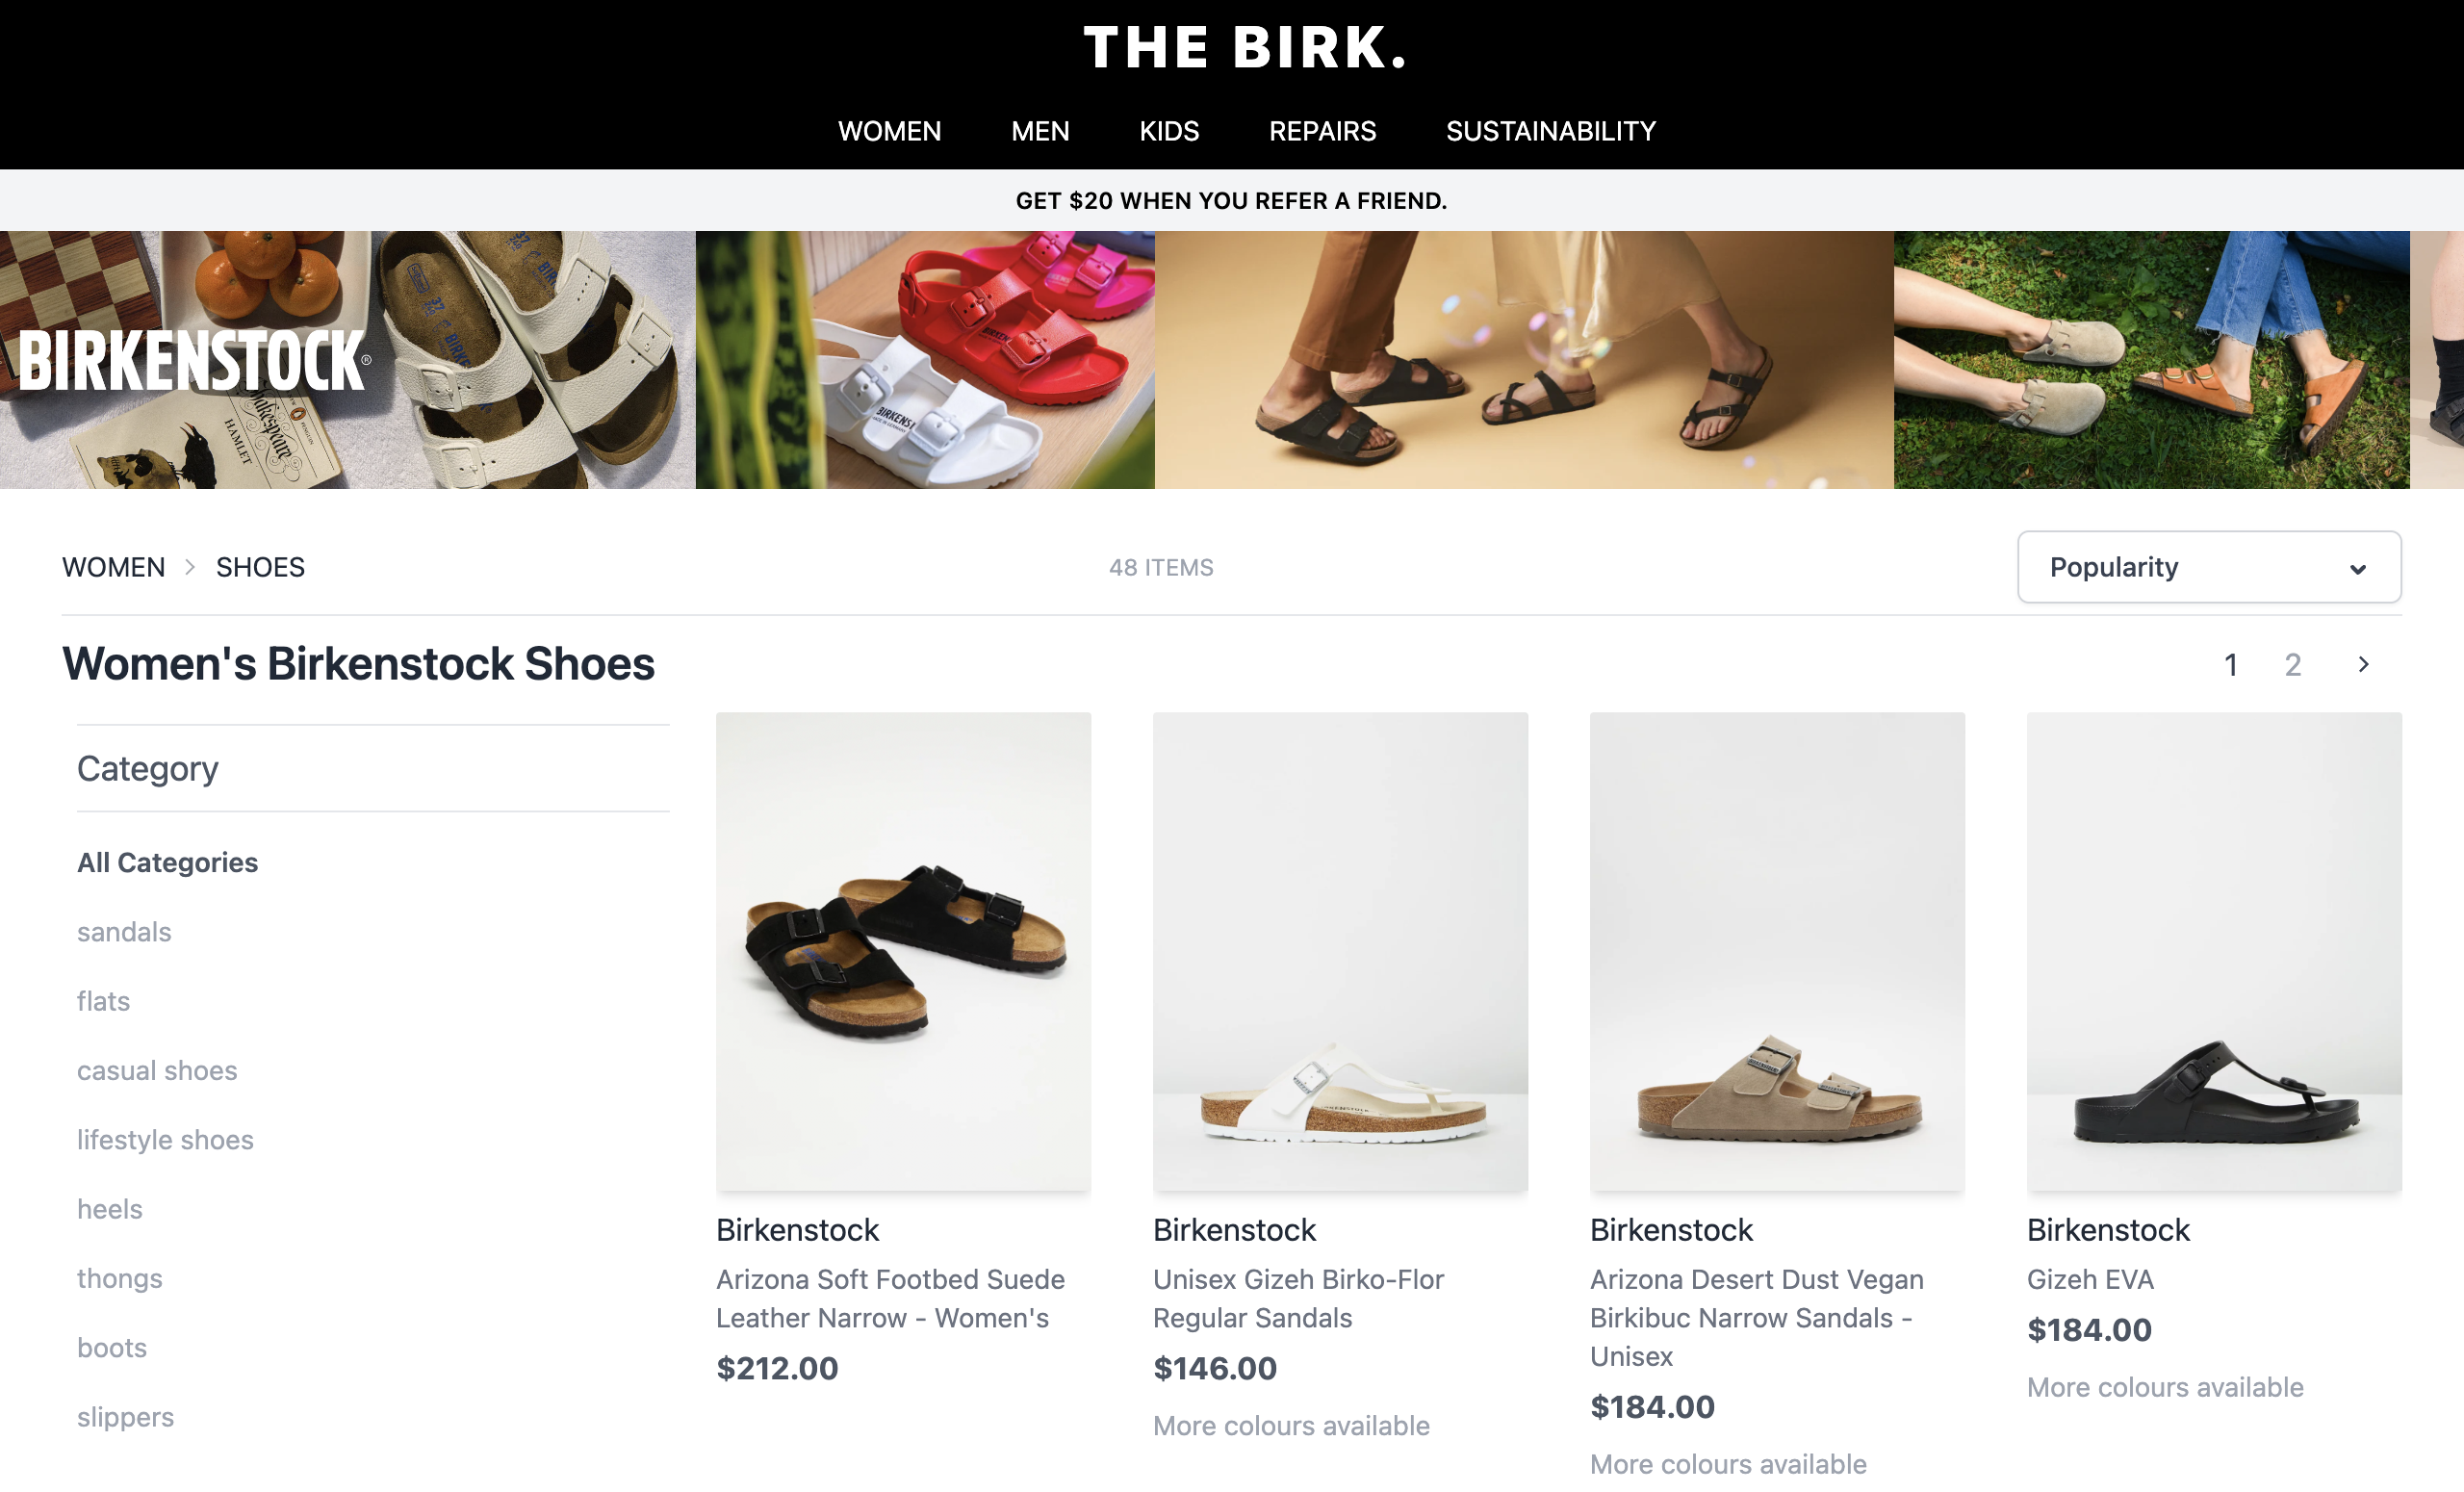 THE BIRK.
WOMEN MEN KIDS REPAIRS SUSTAINABILITY
GET $20 WHEN YOU REFER A FRIEND.
BIRKENSTOCK®
Shakespeare
HAMLET
WOMEN > SHOES
48 ITEMS
Popularity
Women's Birkenstock Shoes
1 2 >
Category
All Categories
sandals
flats
casual shoes
lifestyle shoes
heels
thongs
boots
slippers
Birkenstock
Arizona Soft Footbed Suede
Leather Narrow - Women's
$212.00
Birkenstock
Unisex Gizeh Birko-Flor
Regular Sandals
$146.00
More colours available
Birkenstock
Arizona Desert Dust Vegan
Birkibuc Narrow Sandals -
Unisex
$184.00
More colours available
Birkenstock
Gizeh EVA
$184.00
More colours available